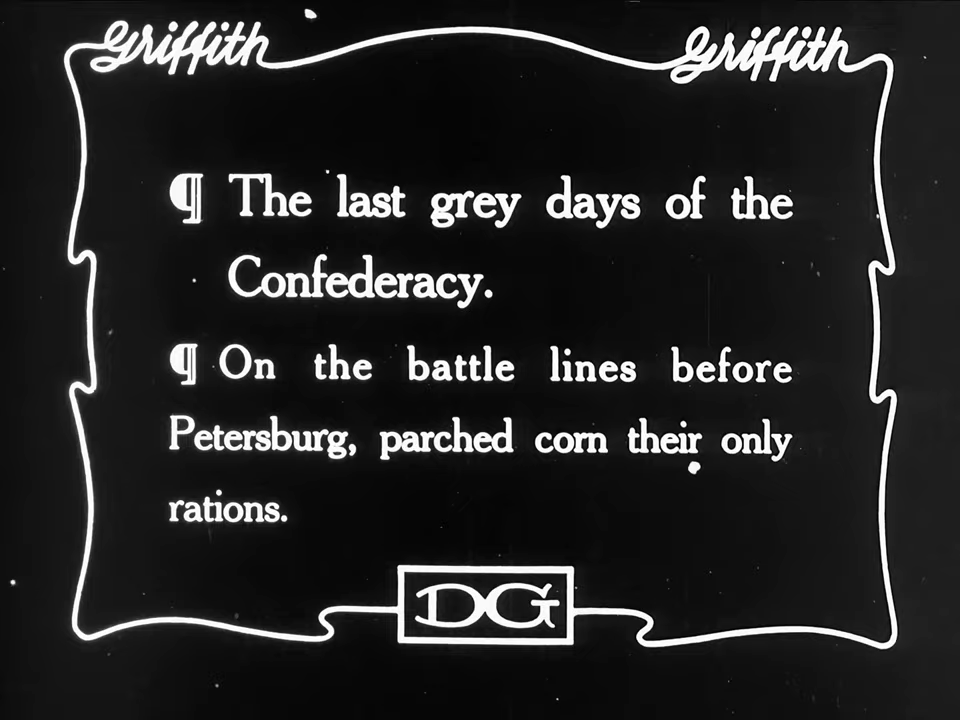 Griffith Griffith
¶ The last grey days of the
Confederacy.
¶ On the battle lines before
Petersburg, parched corn their only
rations.
DG